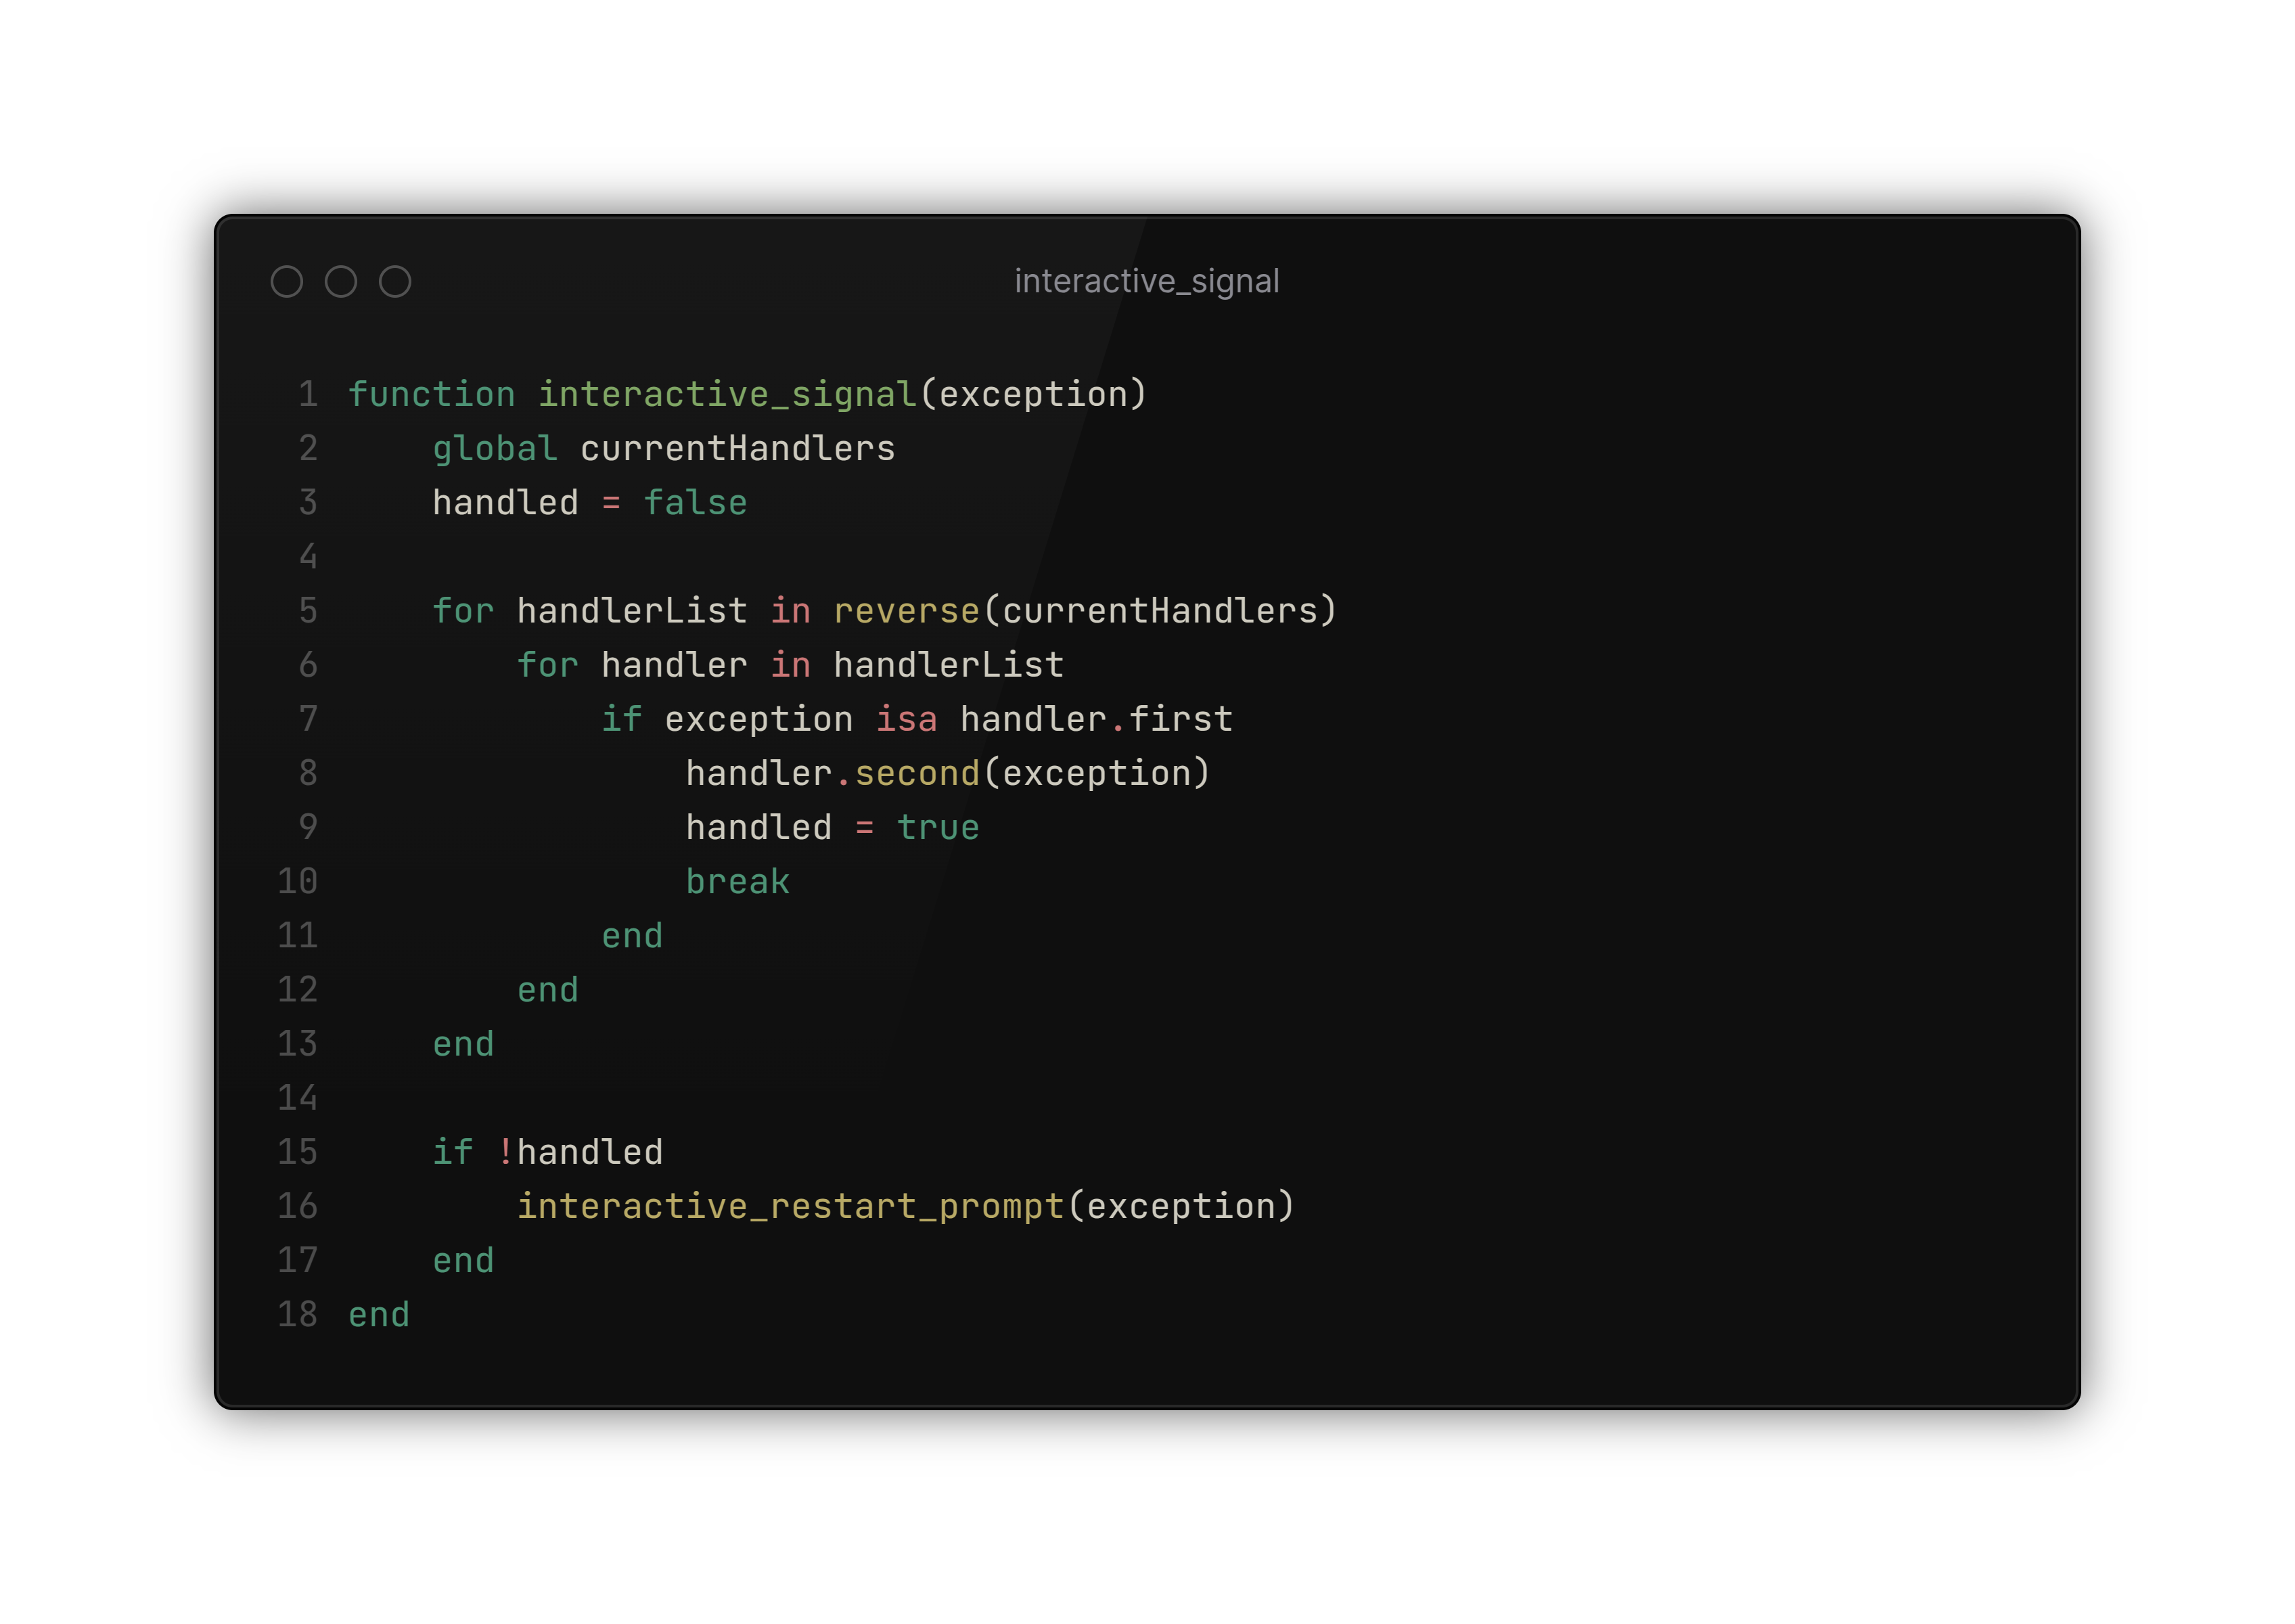 interactive_signal
1 function interactive_signal(exception)
2     global currentHandlers
3     handled = false
4
5     for handlerList in reverse(currentHandlers)
6         for handler in handlerList
7             if exception isa handler.first
8                 handler.second(exception)
9                 handled = true
10                 break
11             end
12         end
13     end
14
15     if !handled
16         interactive_restart_prompt(exception)
17     end
18 end